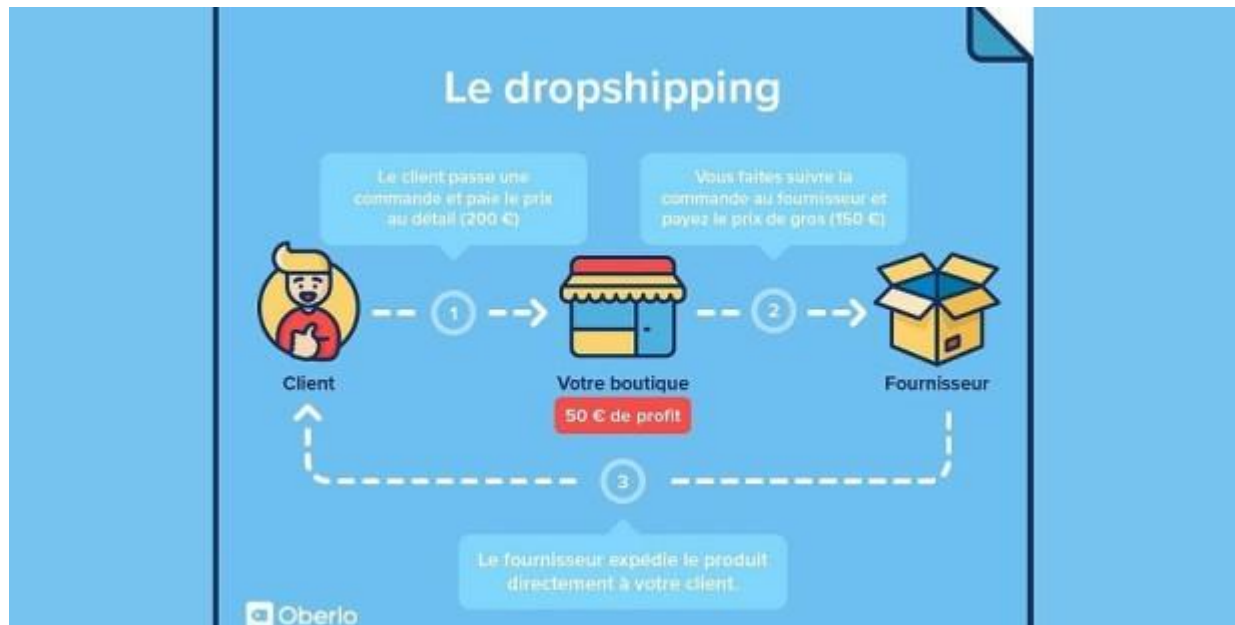 Le dropshipping
Le client passe une
commande et paie le prix
au détail (200 €)
Vous faites suivre la
commande au fournisseur et
payez le prix de gros (150 €)
1
2
Client
Votre boutique
Fournisseur
50 € de profit
3
Le fournisseur expédie le produit
directement à votre client.
Oberlo